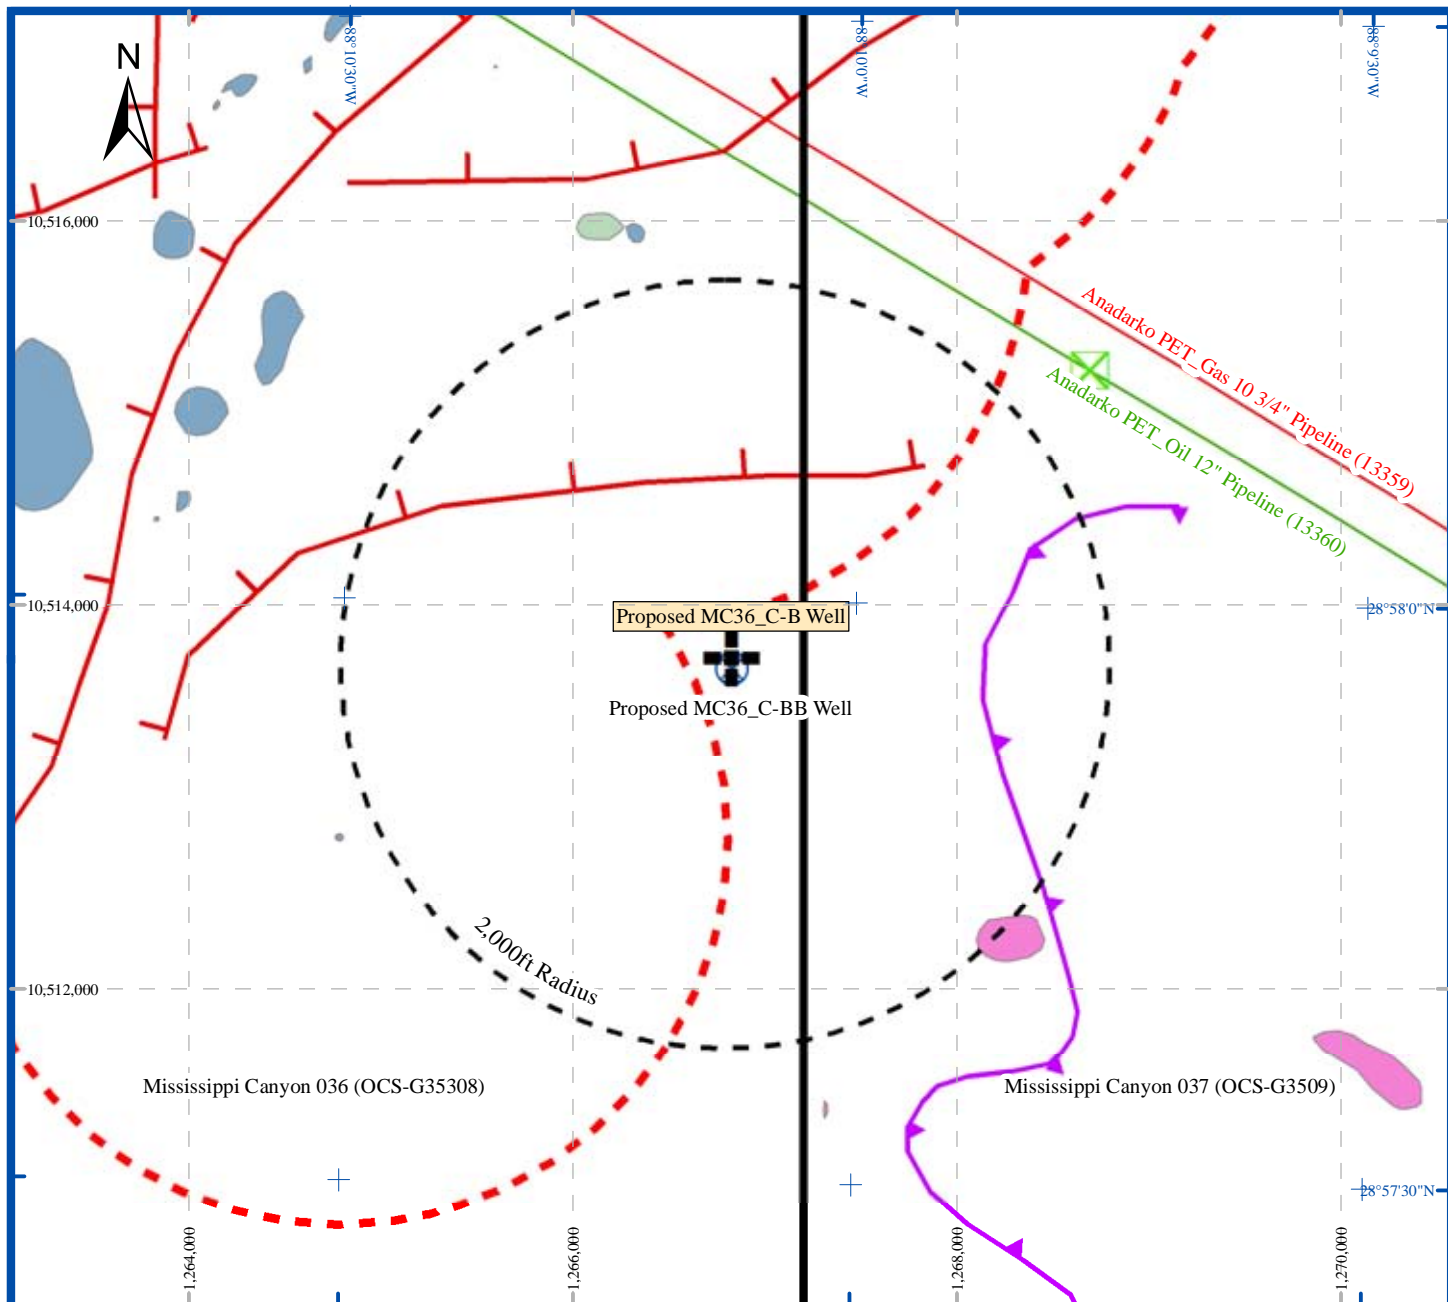 N
88°10'30"W
88°10'0"W
88°9'30"W
10,516,000
Anadarko PET_Gas 10 3/4" Pipeline (13359)
Anadarko PET_Oil 12" Pipeline (13360)
10,514,000
28°58'0"N
Proposed MC36_C-B Well
Proposed MC36_C-BB Well
2,000ft Radius
10,512,000
Mississippi Canyon 036 (OCS-G35308)
Mississippi Canyon 037 (OCS-G3509)
28°57'30"N
1,264,000
1,266,000
1,268,000
1,270,000